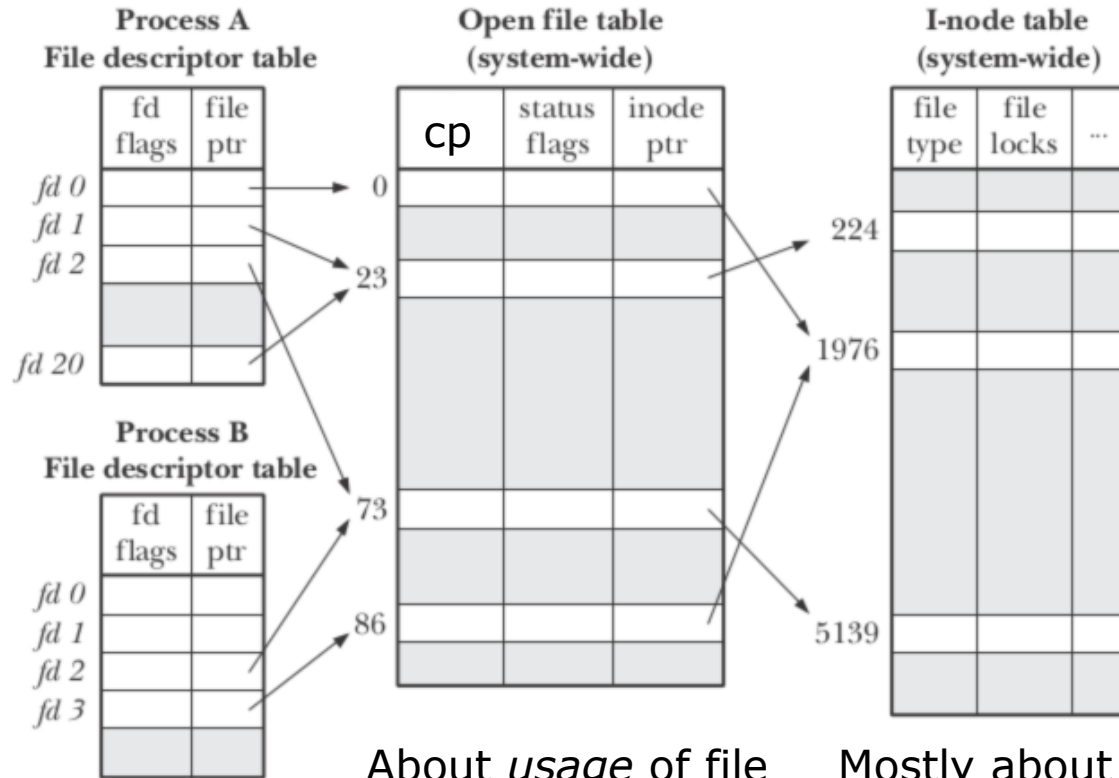 Process A
File descriptor table
fd flags
file ptr
fd 0
fd 1
fd 2
fd 20
Process B
File descriptor table
fd flags
file ptr
fd 0
fd 1
fd 2
fd 3
Open file table
(system-wide)
cp
status flags
inode ptr
0
23
73
86
About usage of file
I-node table
(system-wide)
file type
file locks
...
224
1976
5139
Mostly about